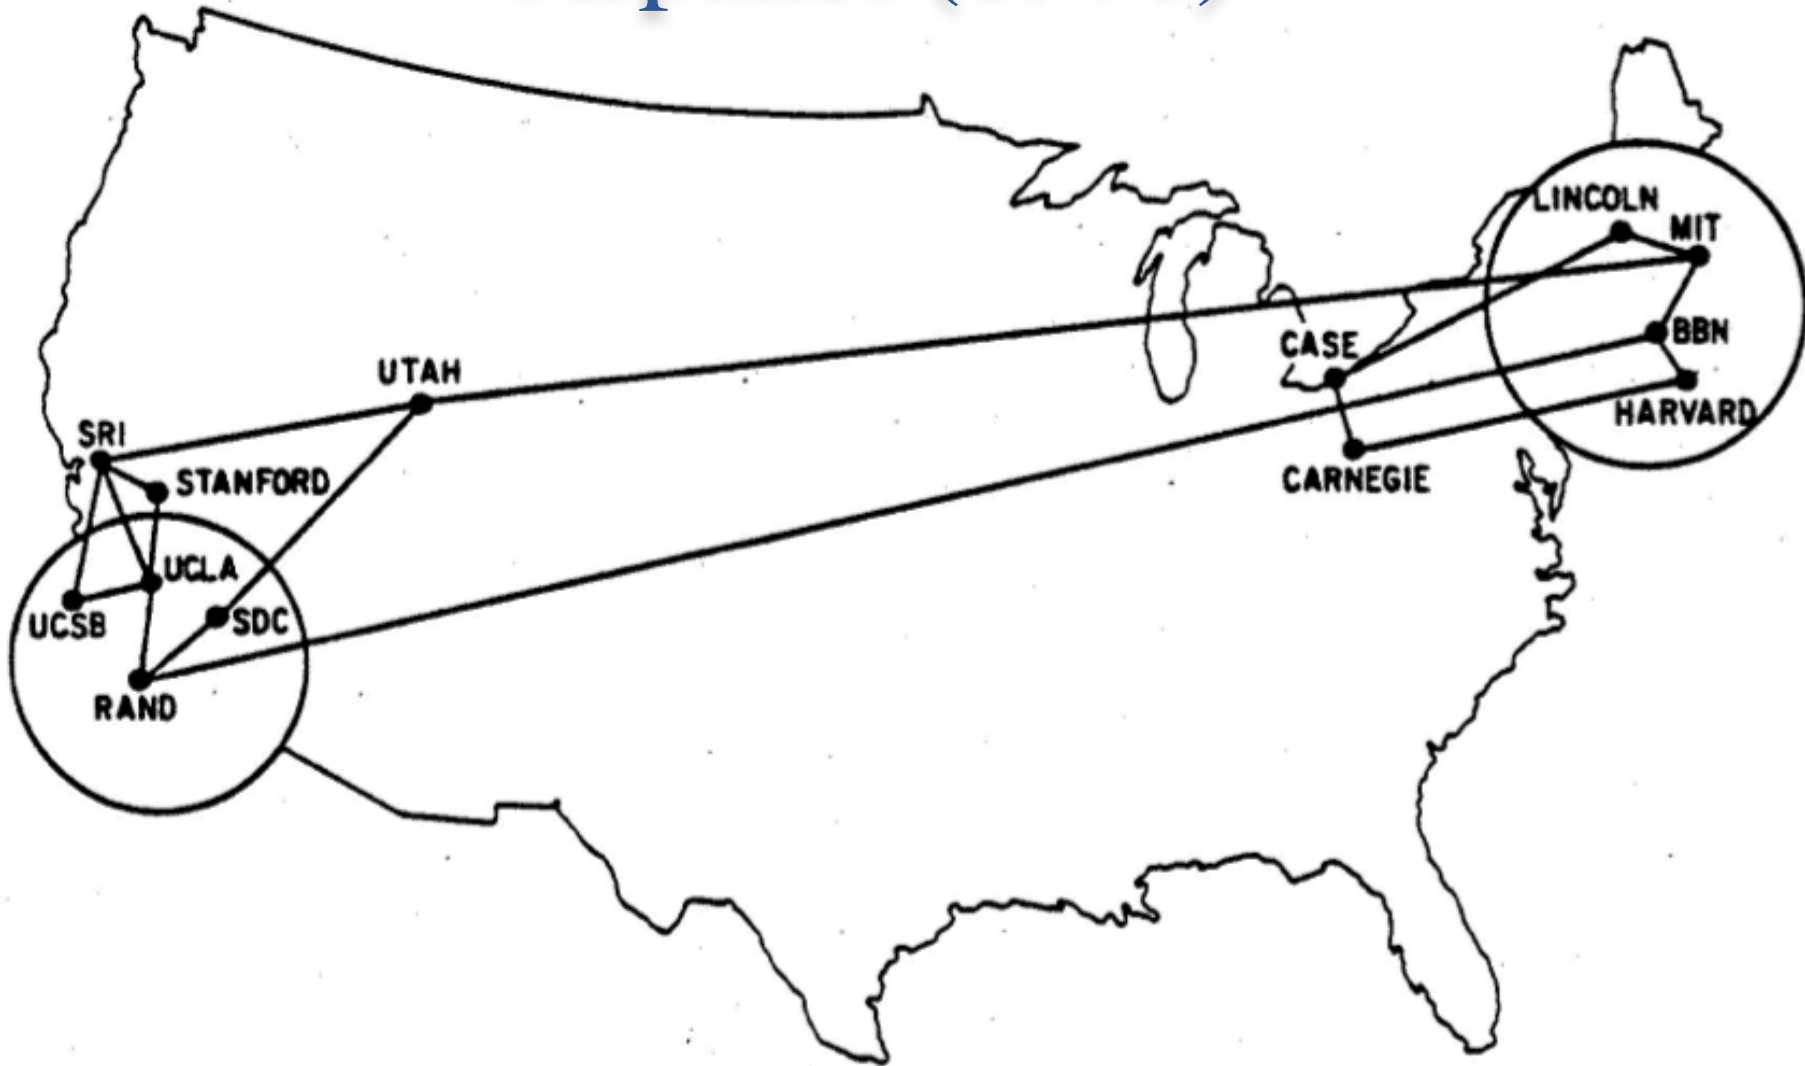 LINCOLN
MIT
BBN
CASE
HARVARD
UTAH
SRI
STANFORD
CARNEGIE
UCLA
UCSB
SDC
RAND